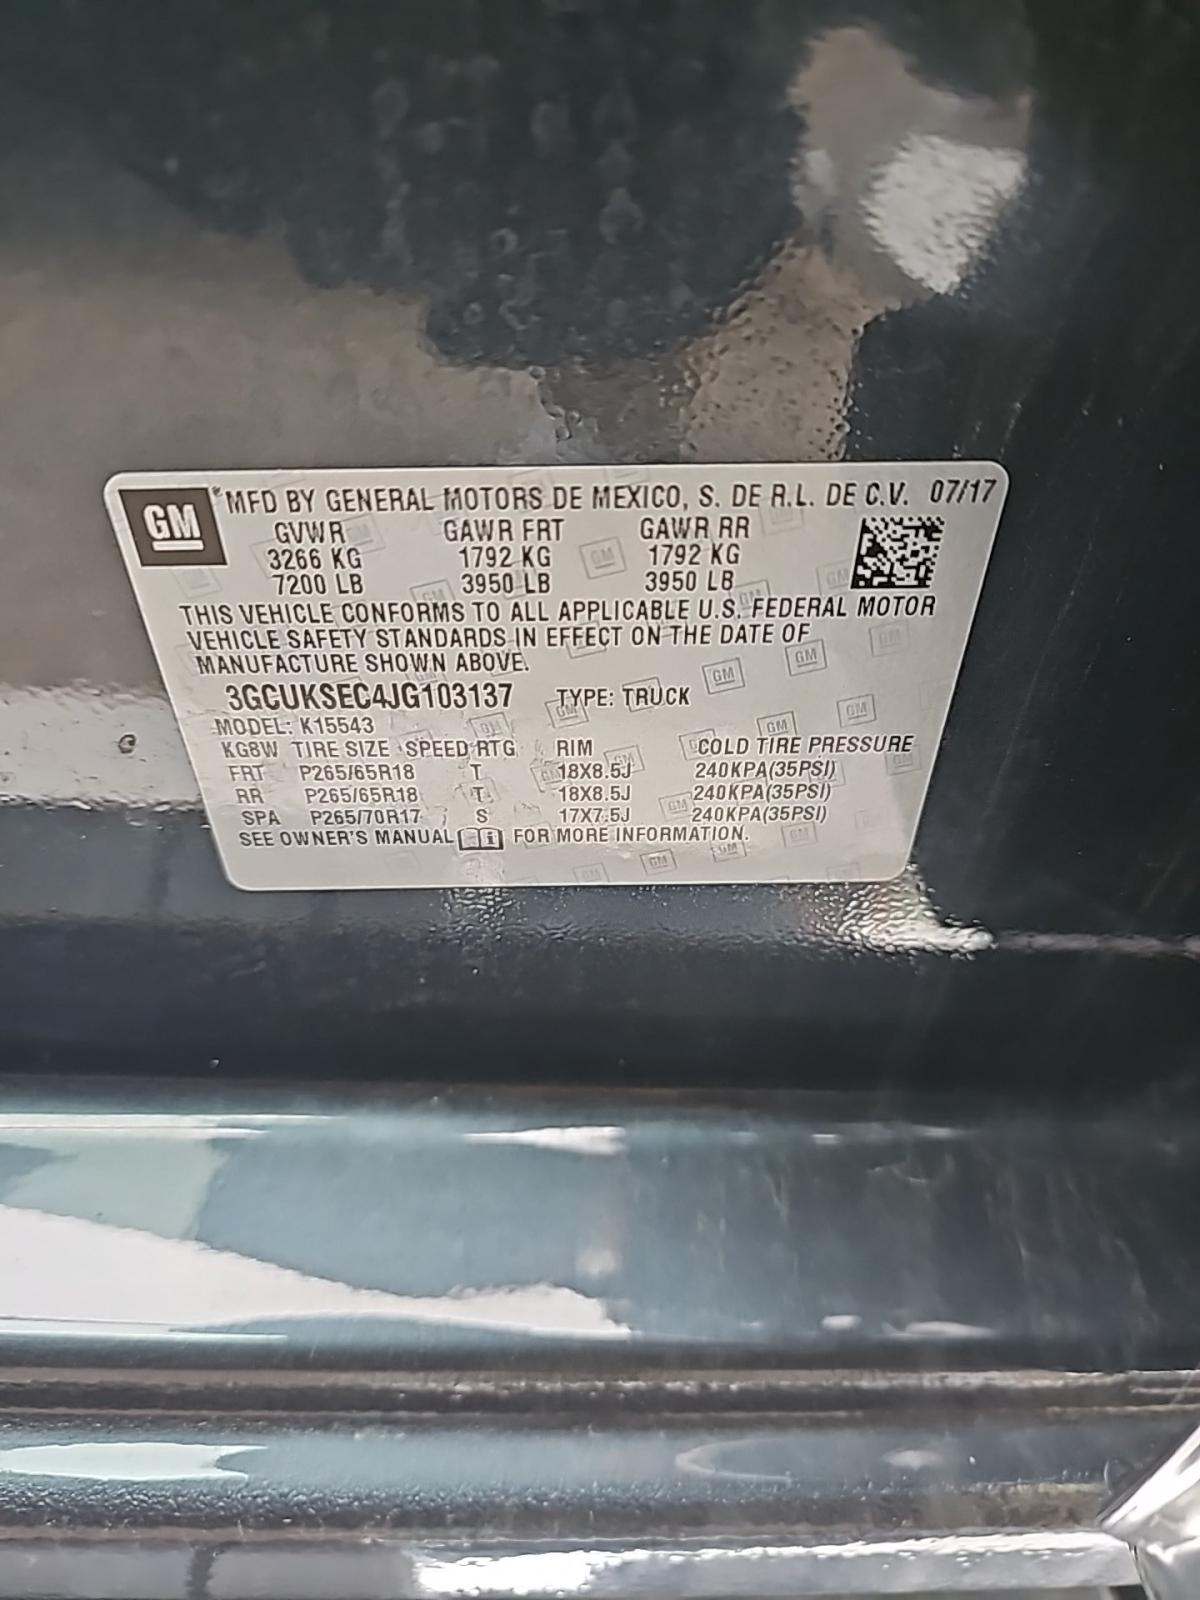 GM ® MFD BY GENERAL MOTORS DE MEXICO, S. DE R.L. DE C.V. 07/17
GVWR GAWR FRT GAWR RR
3266 KG 1792 KG 1792 KG
7200 LB 3950 LB 3950 LB
THIS VEHICLE CONFORMS TO ALL APPLICABLE U.S. FEDERAL MOTOR
VEHICLE SAFETY STANDARDS IN EFFECT ON THE DATE OF
MANUFACTURE SHOWN ABOVE.
3GCUKSEC4JG103137 TYPE: TRUCK
MODEL: K15543
KG8W TIRE SIZE SPEED RTG RIM COLD TIRE PRESSURE
FRT P265/65R18 T 18X8.5J 240KPA(35PSI)
RR P265/65R18 T 18X8.5J 240KPA(35PSI)
SPA P265/70R17 S 17X7.5J 240KPA(35PSI)
SEE OWNER'S MANUAL FOR MORE INFORMATION.